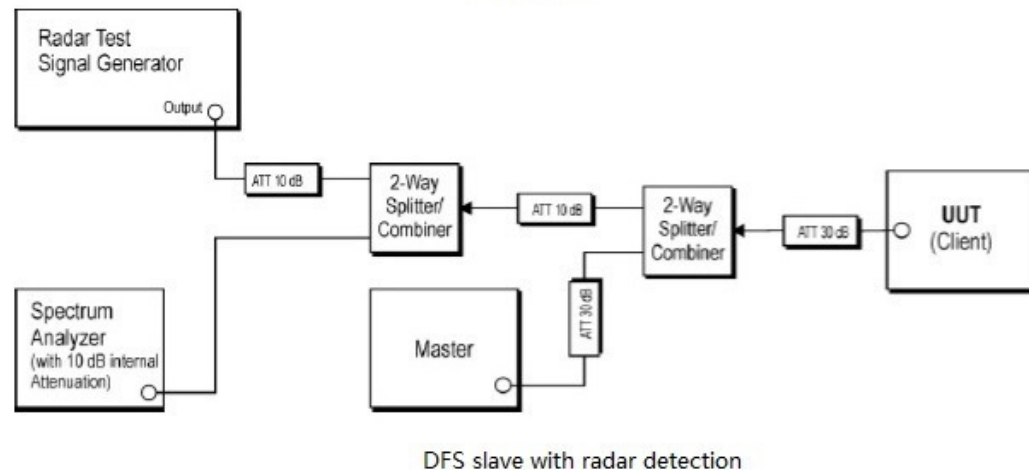 Radar Test
Signal Generator
Output
ATT 10 dB
2-Way
Splitter/
Combiner
ATT 10 dB
2-Way
Splitter/
Combiner
ATT 30 dB
UUT
(Client)
Spectrum
Analyzer
(with 10 dB internal
Attenuation)
Master
ATT 30 dB
DFS slave with radar detection